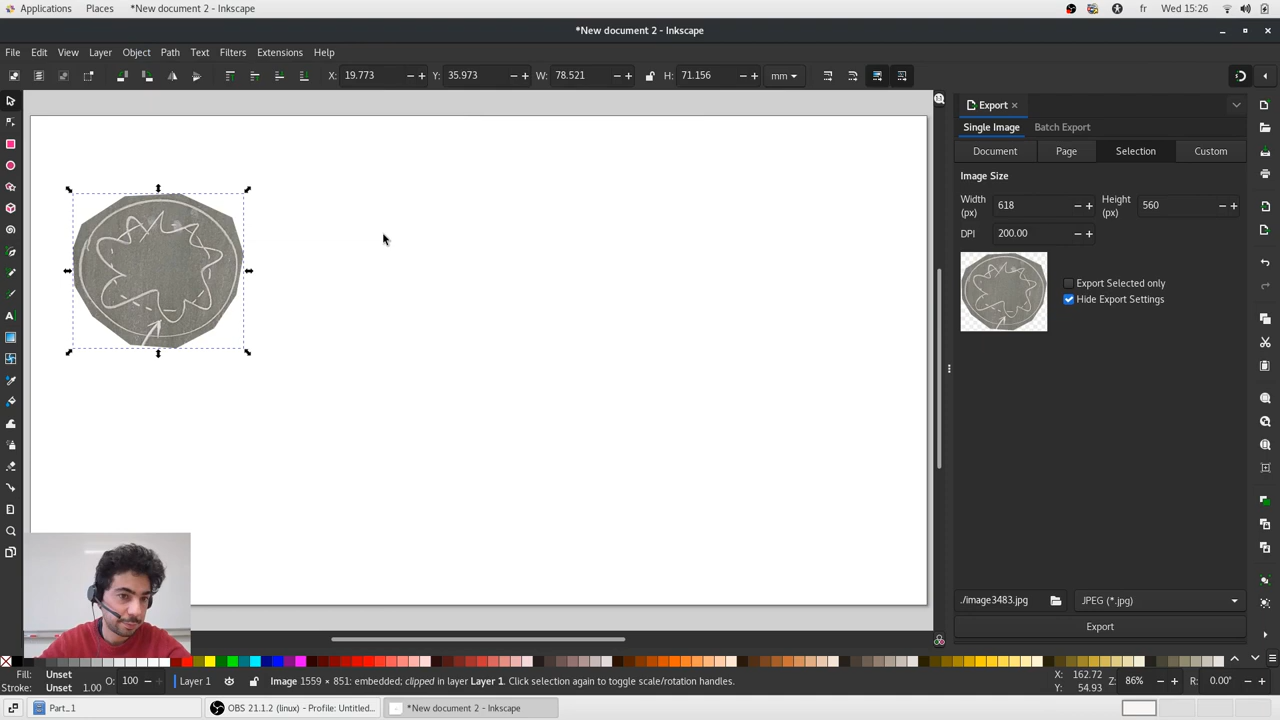 Applications Places *New document 2 - Inkscape fr Wed 15:26
*New document 2 - Inkscape
File Edit View Layer Object Path Text Filters Extensions Help
X: 19.773 Y: 35.973 W: 78.521 H: 71.156 mm
Export
Single Image Batch Export
Document Page Selection Custom
Image Size
Width (px) 618 Height (px) 560
DPI 200.00
Export Selected only
Hide Export Settings
./image3483.jpg JPEG (*.jpg)
Export
Fill: Unset
Stroke: Unset 1.00
O: 100 Layer 1 Image 1559 × 851: embedded; clipped in layer Layer 1. Click selection again to toggle scale/rotation handles.
X: 162.72
Y: 54.93
Z: 86% R: 0.00°
Part_1 OBS 21.1.2 (linux) - Profile: Untitled... *New document 2 - Inkscape